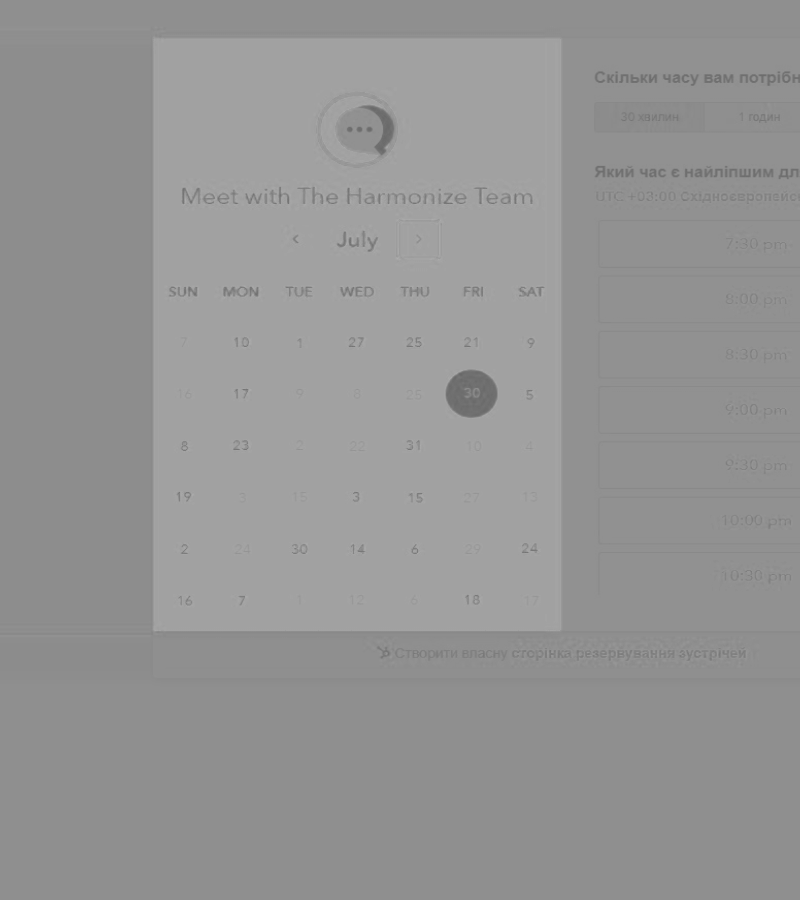 Meet with The Harmonize Team
July
SUN MON TUE WED THU FRI SAT
7 10 1 27 25 21 9
16 17 9 8 25 30 5
8 23 2 22 31 10 4
19 3 15 3 15 27 13
2 24 30 14 6 29 24
16 7 1 12 6 18 17
Скільки часу вам потрібн
30 хвилин 1 годин
Який час є найліпшим дл
UTC +03:00 Східноєвропейсь
7:30 pm
8:00 pm
8:30 pm
9:00 pm
9:30 pm
10:00 pm
10:30 pm
Створити власну сторінка резервування зустрічей